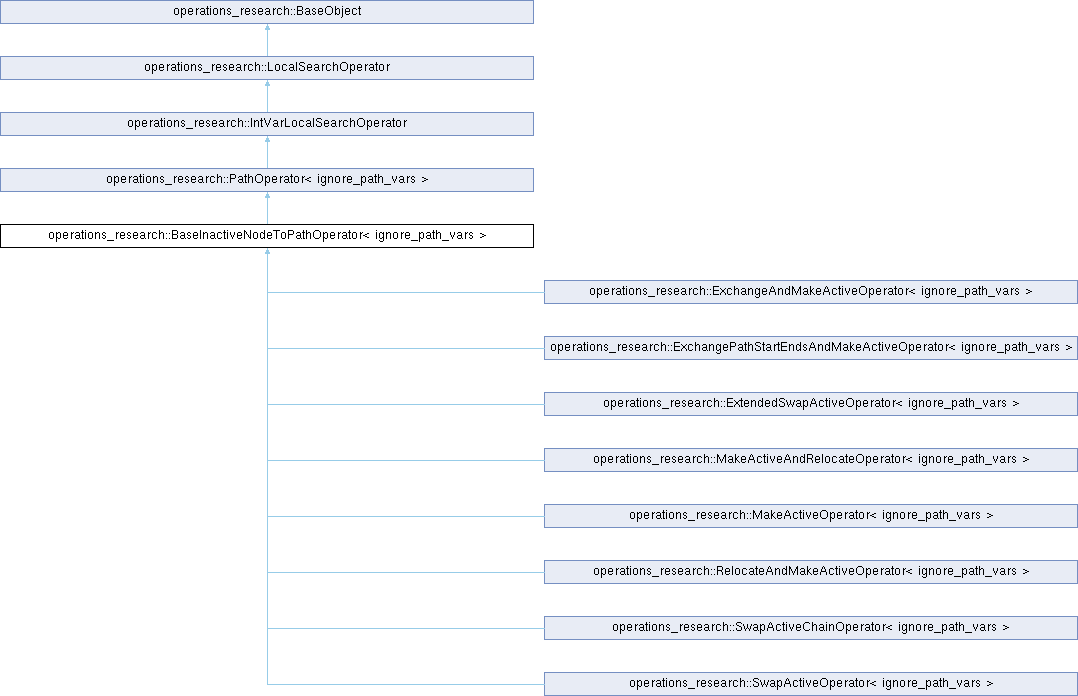 operations_research::BaseObject
operations_research::LocalSearchOperator
operations_research::IntVarLocalSearchOperator
operations_research::PathOperator< ignore_path_vars >
operations_research::BaseInactiveNodeToPathOperator< ignore_path_vars >
operations_research::ExchangeAndMakeActiveOperator< ignore_path_vars >
operations_research::ExchangePathStartEndsAndMakeActiveOperator< ignore_path_vars >
operations_research::ExtendedSwapActiveOperator< ignore_path_vars >
operations_research::MakeActiveAndRelocateOperator< ignore_path_vars >
operations_research::MakeActiveOperator< ignore_path_vars >
operations_research::RelocateAndMakeActiveOperator< ignore_path_vars >
operations_research::SwapActiveChainOperator< ignore_path_vars >
operations_research::SwapActiveOperator< ignore_path_vars >